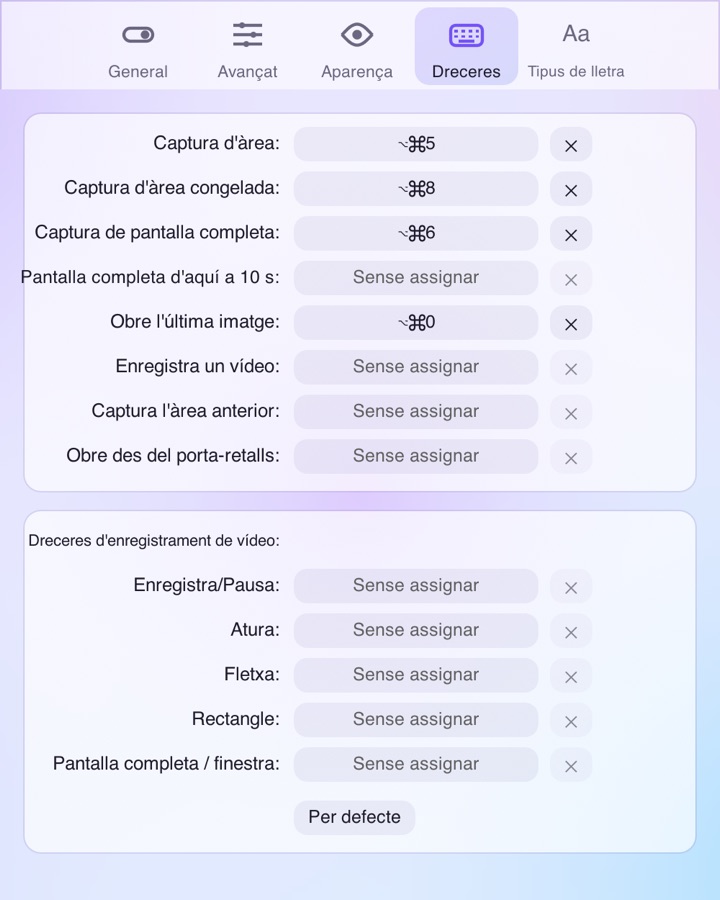 General Avançat Aparença Dreceres Aa Tipus de lletra
Captura d'àrea: ⌥⌘5
Captura d'àrea congelada: ⌥⌘8
Captura de pantalla completa: ⌥⌘6
Pantalla completa d'aquí a 10 s: Sense assignar
Obre l'última imatge: ⌥⌘0
Enregistra un vídeo: Sense assignar
Captura l'àrea anterior: Sense assignar
Obre des del porta-retalls: Sense assignar
Dreceres d'enregistrament de vídeo:
Enregistra/Pausa: Sense assignar
Atura: Sense assignar
Fletxa: Sense assignar
Rectangle: Sense assignar
Pantalla completa / finestra: Sense assignar
Per defecte